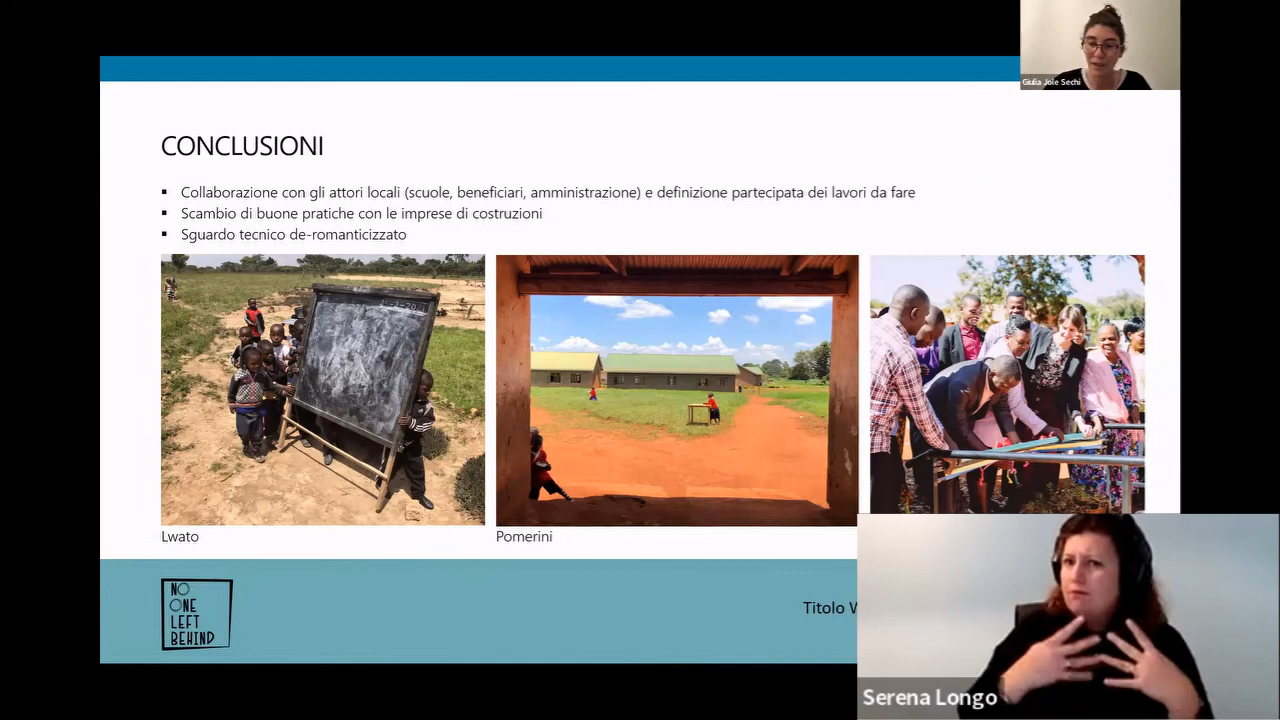 Giulia Jole Sechi
CONCLUSIONI
▪ Collaborazione con gli attori locali (scuole, beneficiari, amministrazione) e definizione partecipata dei lavori da fare
▪ Scambio di buone pratiche con le imprese di costruzioni
▪ Sguardo tecnico de-romanticizzato
Lwato
Pomerini
NO
ONE
LEFT
BEHIND
Titolo
Serena Longo